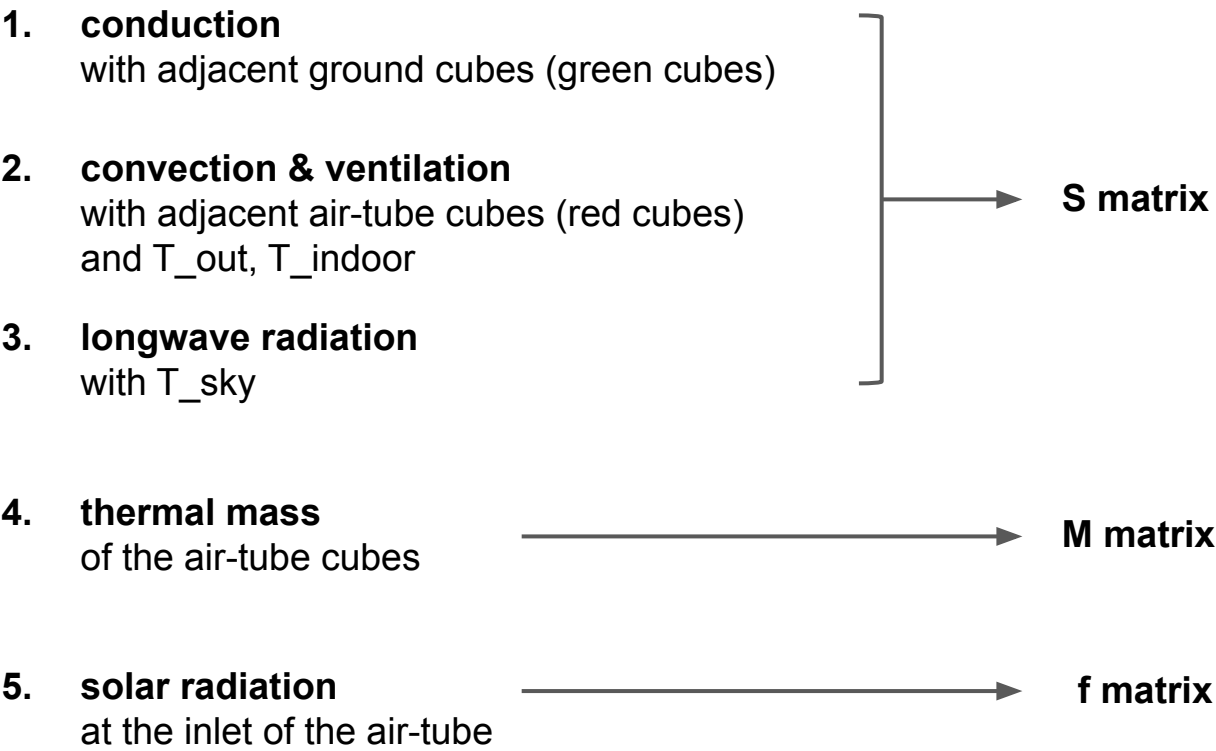 1. conduction
with adjacent ground cubes (green cubes)
2. convection & ventilation
with adjacent air-tube cubes (red cubes)
and T_out, T_indoor
S matrix
3. longwave radiation
with T_sky
4. thermal mass
of the air-tube cubes
M matrix
5. solar radiation
at the inlet of the air-tube
f matrix